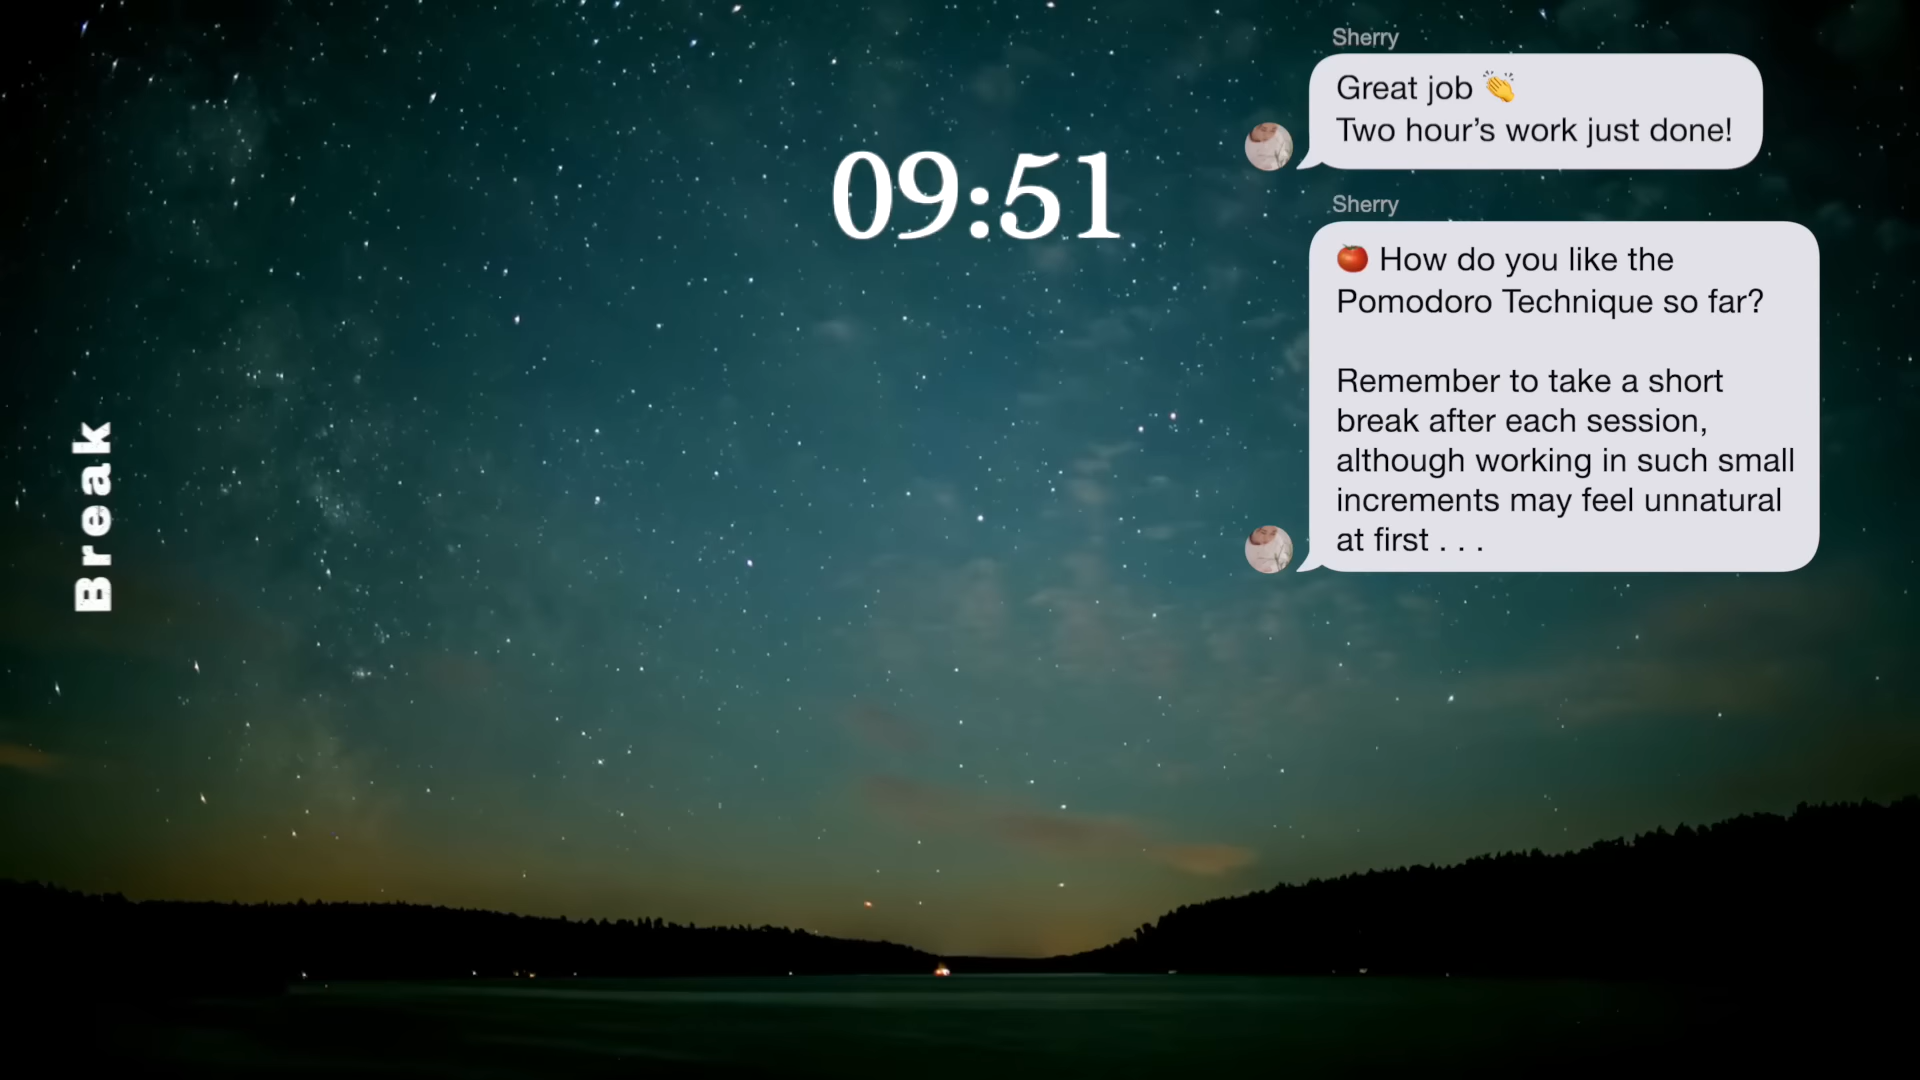 Sherry
Great job 👏
Two hour’s work just done!
09:51
Sherry
🍅 How do you like the
Pomodoro Technique so far?
Remember to take a short
break after each session,
although working in such small
increments may feel unnatural
at first . . .
Break